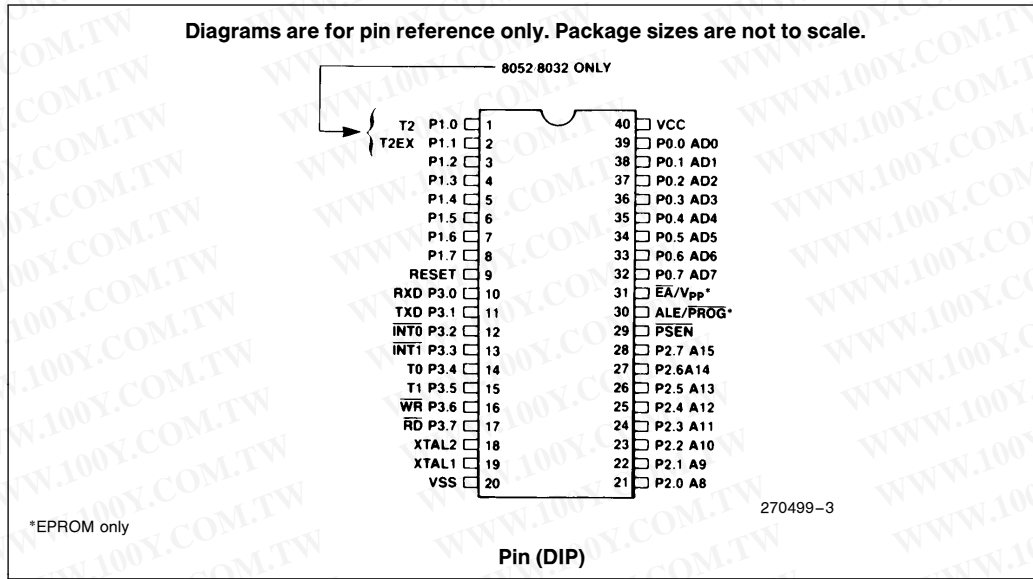 Diagrams are for pin reference only. Package sizes are not to scale.
8052/8032 ONLY
T2 P1.0 1 40 VCC
T2EX P1.1 2 39 P0.0 AD0
P1.2 3 38 P0.1 AD1
P1.3 4 37 P0.2 AD2
P1.4 5 36 P0.3 AD3
P1.5 6 35 P0.4 AD4
P1.6 7 34 P0.5 AD5
P1.7 8 33 P0.6 AD6
RESET 9 32 P0.7 AD7
RXD P3.0 10 31 EA/VPP*
TXD P3.1 11 30 ALE/PROG*
INT0 P3.2 12 29 PSEN
INT1 P3.3 13 28 P2.7 A15
T0 P3.4 14 27 P2.6A14
T1 P3.5 15 26 P2.5 A13
WR P3.6 16 25 P2.4 A12
RD P3.7 17 24 P2.3 A11
XTAL2 18 23 P2.2 A10
XTAL1 19 22 P2.1 A9
VSS 20 21 P2.0 A8
270499–3
*EPROM only
Pin (DIP)
WWW.100Y.COM.TW